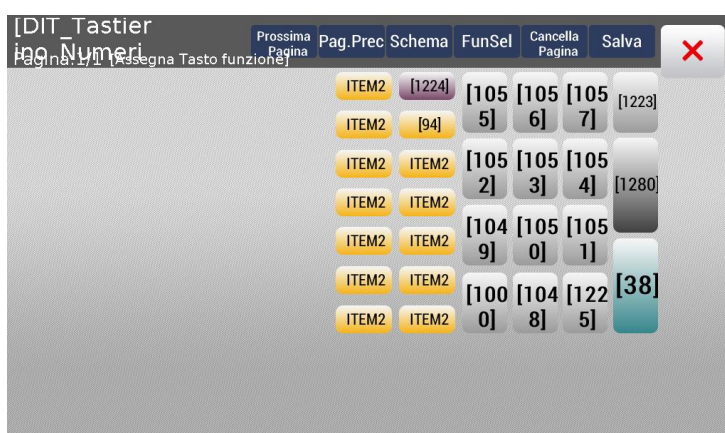 [DIT_Tastier
ino_Numeri
Pagina:1/1 [Assegna Tasto funzione]
Prossima
Pagina
Pag.Prec
Schema
FunSel
Cancella
Pagina
Salva
ITEM2
[1224]
[105
5]
[105
6]
[105
7]
[1223]
ITEM2
[94]
ITEM2
ITEM2
[105
2]
[105
3]
[105
4]
[1280]
ITEM2
ITEM2
ITEM2
ITEM2
[104
9]
[105
0]
[105
1]
[38]
ITEM2
ITEM2
[100
0]
[104
8]
[122
5]
ITEM2
ITEM2